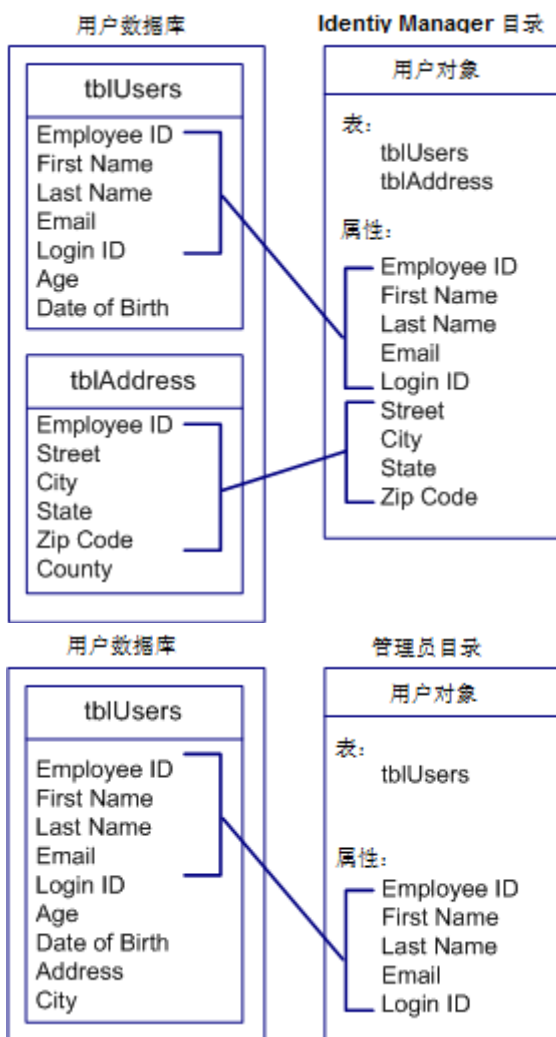 用户数据库
tblUsers
Employee ID
First Name
Last Name
Email
Login ID
Age
Date of Birth
tblAddress
Employee ID
Street
City
State
Zip Code
County
Identiy Manager 目录
用户对象
表：
tblUsers
tblAddress
属性：
Employee ID
First Name
Last Name
Email
Login ID
Street
City
State
Zip Code
用户数据库
tblUsers
Employee ID
First Name
Last Name
Email
Login ID
Age
Date of Birth
Address
City
管理员目录
用户对象
表：
tblUsers
属性：
Employee ID
First Name
Last Name
Email
Login ID